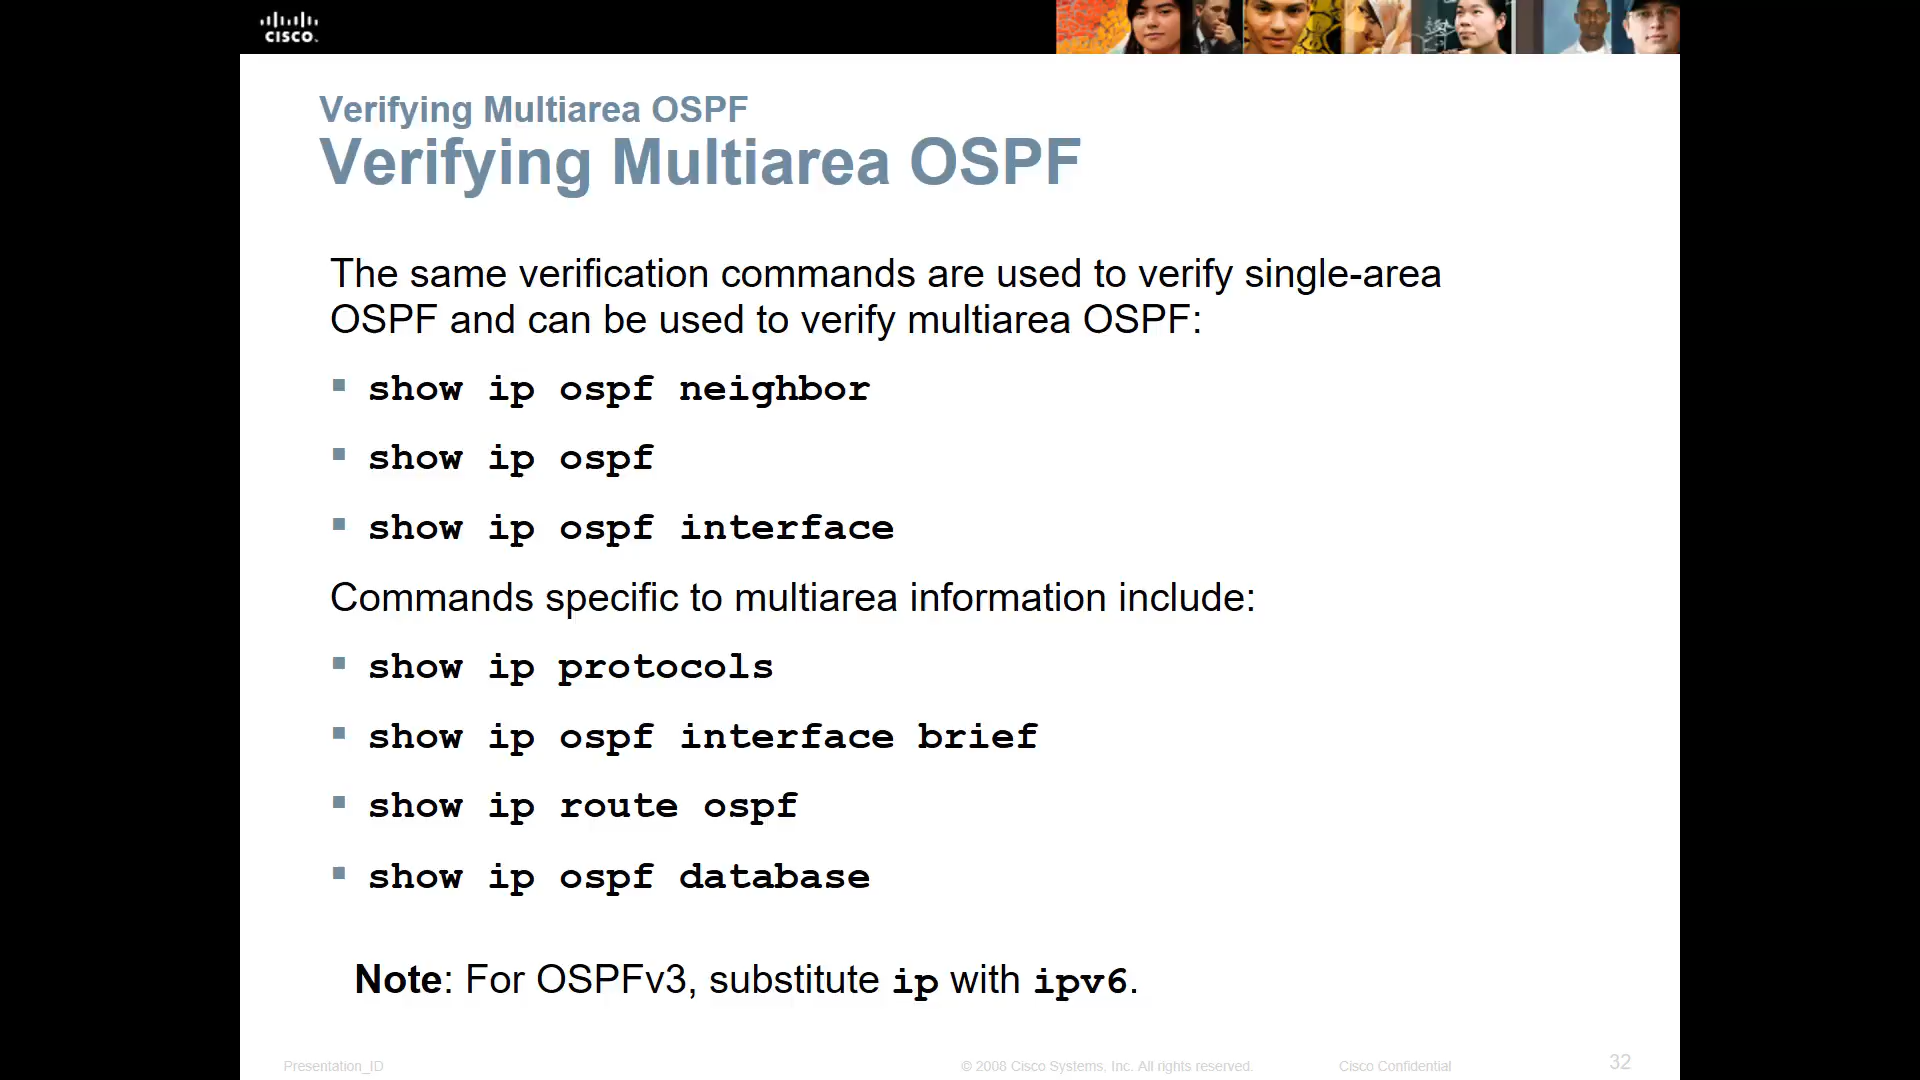 CISCO.
Verifying Multiarea OSPF
Verifying Multiarea OSPF
The same verification commands are used to verify single-area
OSPF and can be used to verify multiarea OSPF:
▪ show ip ospf neighbor
▪ show ip ospf
▪ show ip ospf interface
Commands specific to multiarea information include:
▪ show ip protocols
▪ show ip ospf interface brief
▪ show ip route ospf
▪ show ip ospf database
Note: For OSPFv3, substitute ip with ipv6.
Presentation_ID © 2008 Cisco Systems, Inc. All rights reserved. Cisco Confidential 32